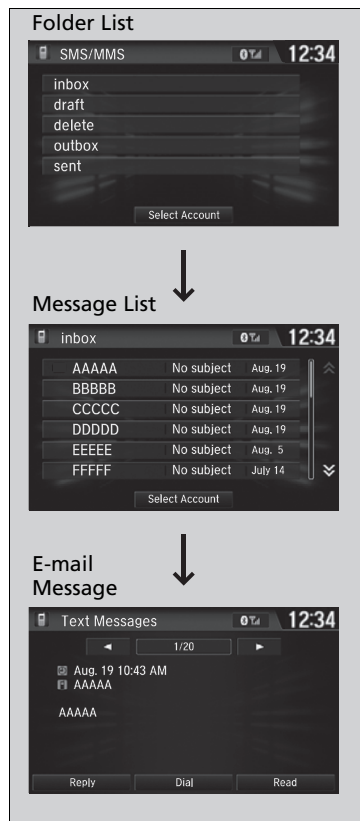 Folder List
SMS/MMS 12:34
inbox
draft
delete
outbox
sent
Select Account
Message List
inbox 12:34
AAAAA No subject Aug. 19
BBBBB No subject Aug. 19
CCCCC No subject Aug. 19
DDDDD No subject Aug. 19
EEEEE No subject Aug. 5
FFFFF No subject July 14
Select Account
E-mail
Message
Text Messages 12:34
1/20
Aug. 19 10:43 AM
AAAAA
AAAAA
Reply Dial Read